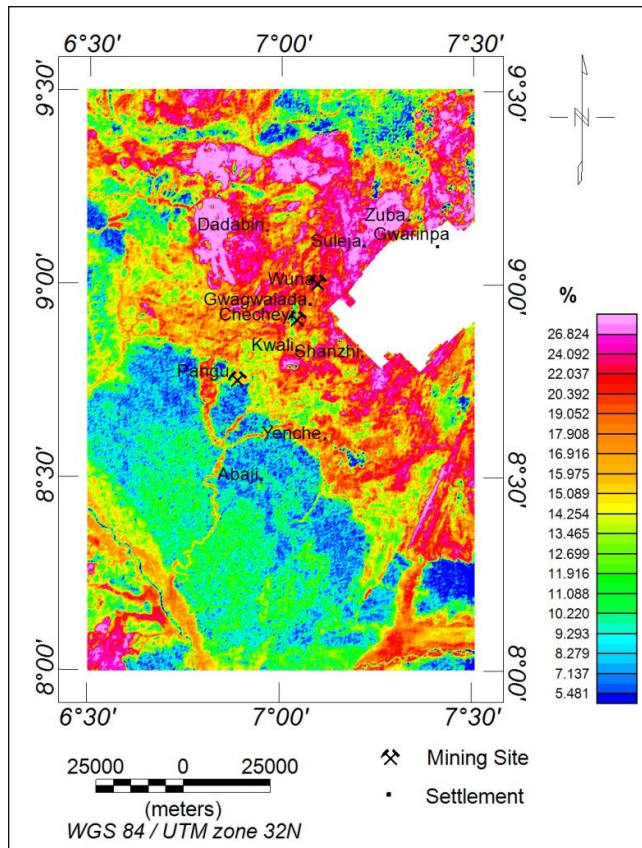 6°30' 7°00' 7°30'
9°30' 9°30'
N
Dadabiri
Zuba
Gwarinpa
Suleja
Wuna
9°00' 9°00'
Gwagwalada
Chechey
%
Kwali
Shanzhi
Pangu
Yenche
Abaji
8°30' 8°30'
26.824
24.092
22.037
20.392
19.052
17.908
16.916
15.975
15.089
14.254
13.465
12.699
11.916
11.088
10.220
9.293
8.279
7.137
5.481
8°00' 8°00'
6°30' 7°00' 7°30'
25000 0 25000
(meters)
WGS 84 / UTM zone 32N
Mining Site
Settlement